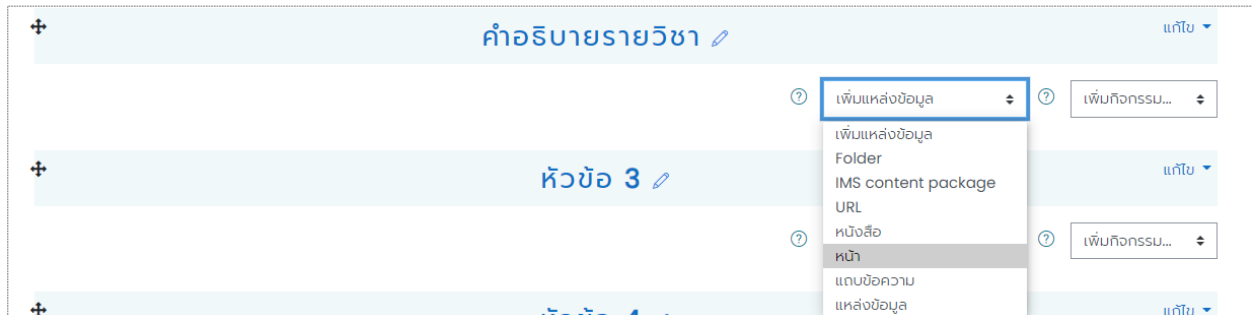 คำอธิบายรายวิชา
แก้ไข
เพิ่มแหล่งข้อมูล
เพิ่มกิจกรรม...
เพิ่มแหล่งข้อมูล
Folder
IMS content package
URL
หนังสือ
หน้า
แถบข้อความ
แหล่งข้อมูล
หัวข้อ 3
แก้ไข
เพิ่มกิจกรรม...
หัวข้อ 4
แก้ไข